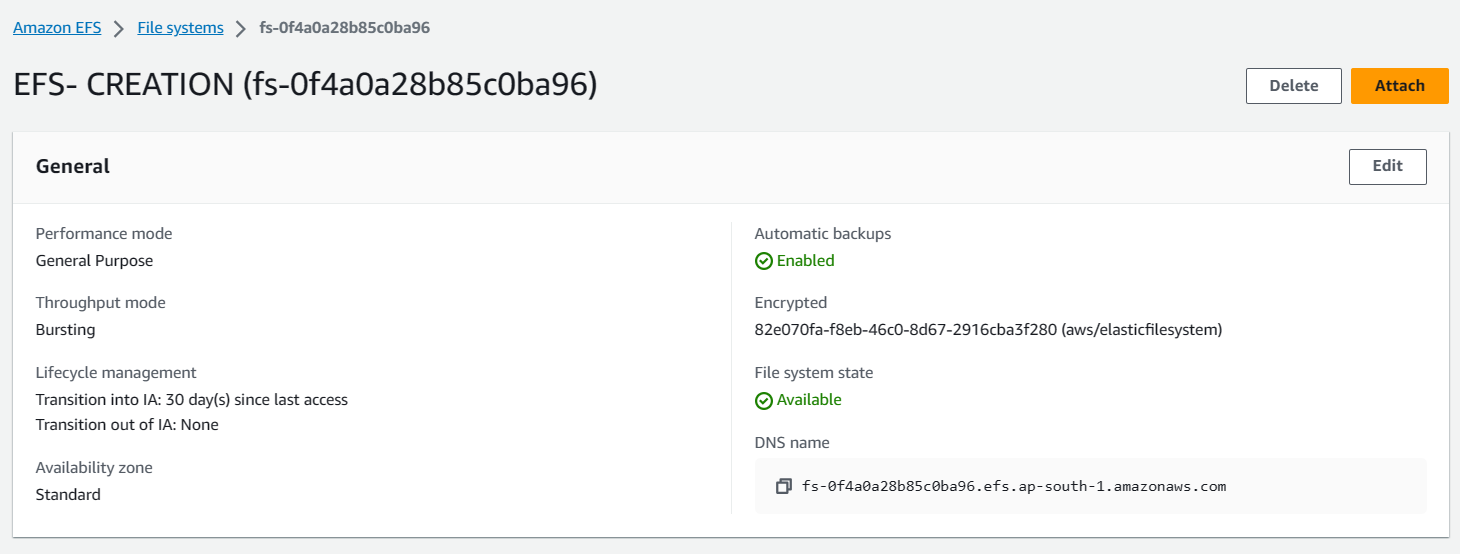 Amazon EFS > File systems > fs-0f4a0a28b85c0ba96
EFS- CREATION (fs-0f4a0a28b85c0ba96)
Delete
Attach
General
Edit
Performance mode
General Purpose
Throughput mode
Bursting
Lifecycle management
Transition into IA: 30 day(s) since last access
Transition out of IA: None
Availability zone
Standard
Automatic backups
Enabled
Encrypted
82e070fa-f8eb-46c0-8d67-2916cba3f280 (aws/elasticfilesystem)
File system state
Available
DNS name
fs-0f4a0a28b85c0ba96.efs.ap-south-1.amazonaws.com